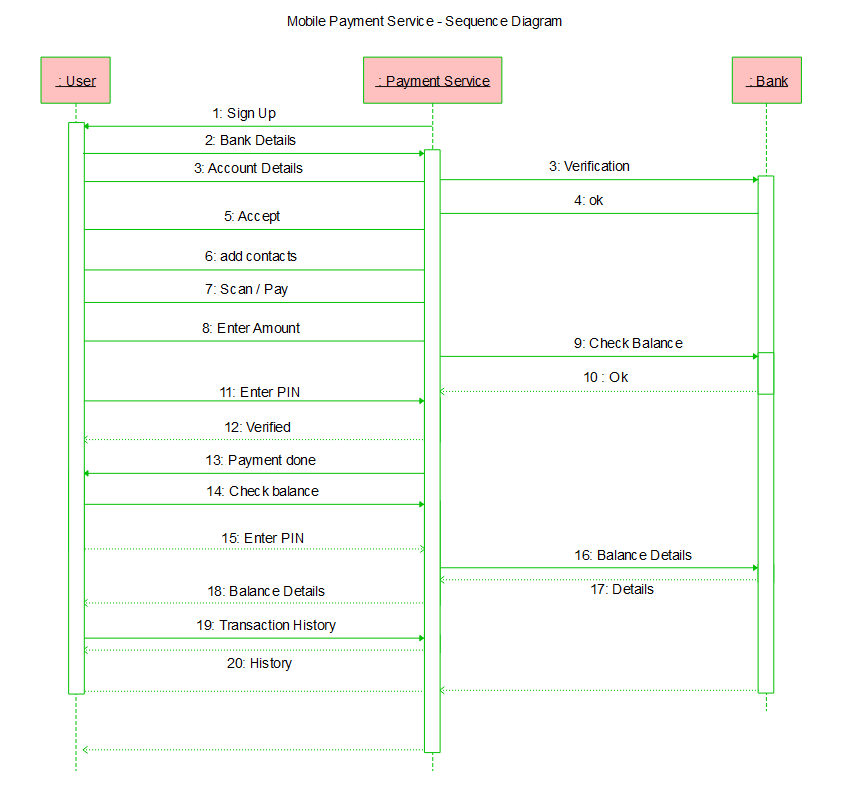 Mobile Payment Service - Sequence Diagram
: User
: Payment Service
: Bank
1: Sign Up
2: Bank Details
3: Account Details
3: Verification
4: ok
5: Accept
6: add contacts
7: Scan / Pay
8: Enter Amount
9: Check Balance
10 : Ok
11: Enter PIN
12: Verified
13: Payment done
14: Check balance
15: Enter PIN
16: Balance Details
17: Details
18: Balance Details
19: Transaction History
20: History